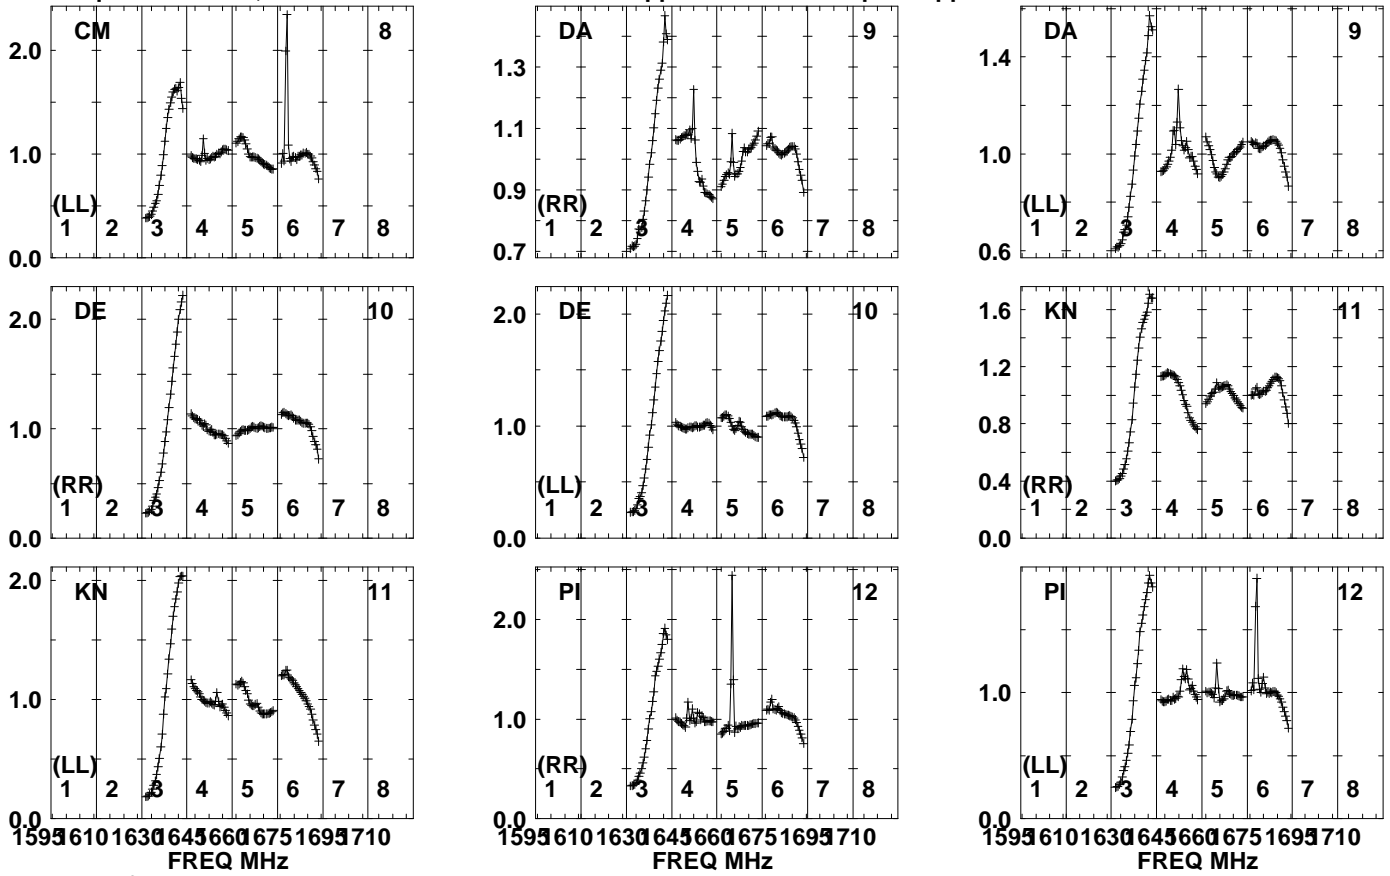 CM 8
2.0
1.0
(LL)
1 2 3 4 5 6 7 8
0.0
DA 9
1.3
1.1
0.9
(RR)
1 2 3 4 5 6 7 8
0.7
DA 9
1.4
1.0
(LL)
1 2 3 4 5 6 7 8
0.6
DE 10
2.0
1.0
(RR)
1 2 3 4 5 6 7 8
0.0
DE 10
2.0
1.0
(LL)
1 2 3 4 5 6 7 8
0.0
KN 11
1.6
1.2
0.8
0.4
(RR)
1 2 3 4 5 6 7 8
0.0
KN 11
2.0
1.0
(LL)
1 2 3 4 5 6 7 8
0.0
1595 1610 1630 1645 1660 1675 1695 1710
FREQ MHz
PI 12
2.0
1.0
(RR)
1 2 3 4 5 6 7 8
0.0
1595 1610 1630 1645 1660 1675 1695 1710
FREQ MHz
PI 12
1.0
(LL)
1 2 3 4 5 6 7 8
0.0
1595 1610 1630 1645 1660 1675 1695 1710
FREQ MHz